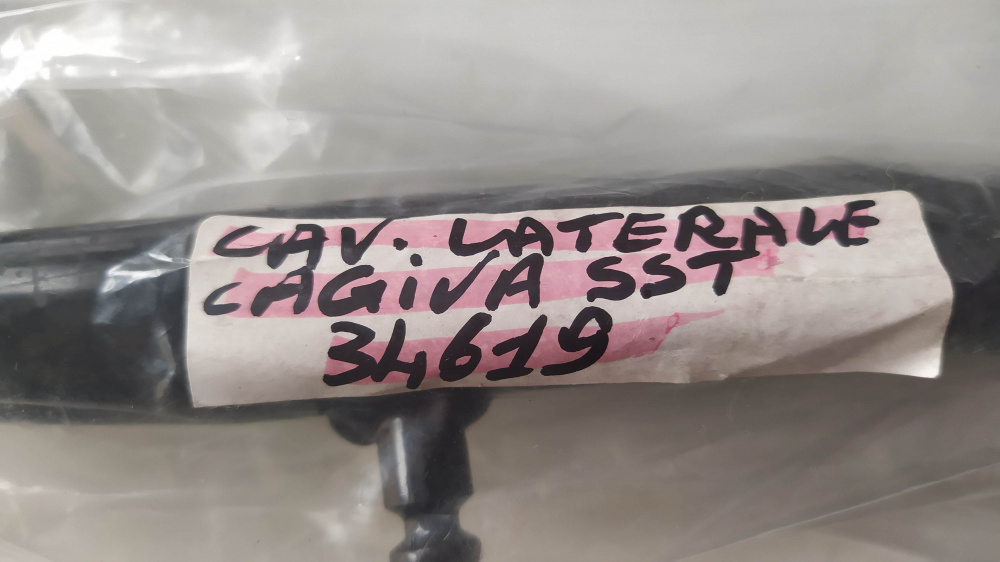 CAV. LATERALE
CAGiVA SST
34619